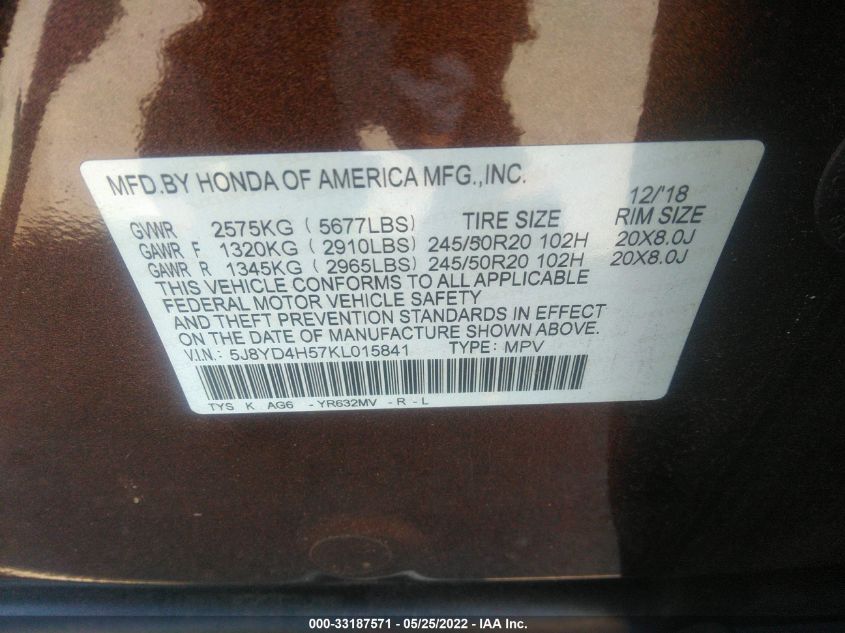 MFD.BY HONDA OF AMERICA MFG.,INC. 12/'18
GVWR 2575KG ( 5677LBS) TIRE SIZE RIM SIZE
GAWR F 1320KG ( 2910LBS) 245/50R20 102H 20X8.0J
GAWR R 1345KG ( 2965LBS) 245/50R20 102H 20X8.0J
THIS VEHICLE CONFORMS TO ALL APPLICABLE
FEDERAL MOTOR VEHICLE SAFETY
AND THEFT PREVENTION STANDARDS IN EFFECT
ON THE DATE OF MANUFACTURE SHOWN ABOVE.
V.I.N.: 5J8YD4H57KL015841 TYPE: MPV
TYS K AG6 - YR632MV - R - L
000-33187571 - 05/25/2022 - IAA Inc.